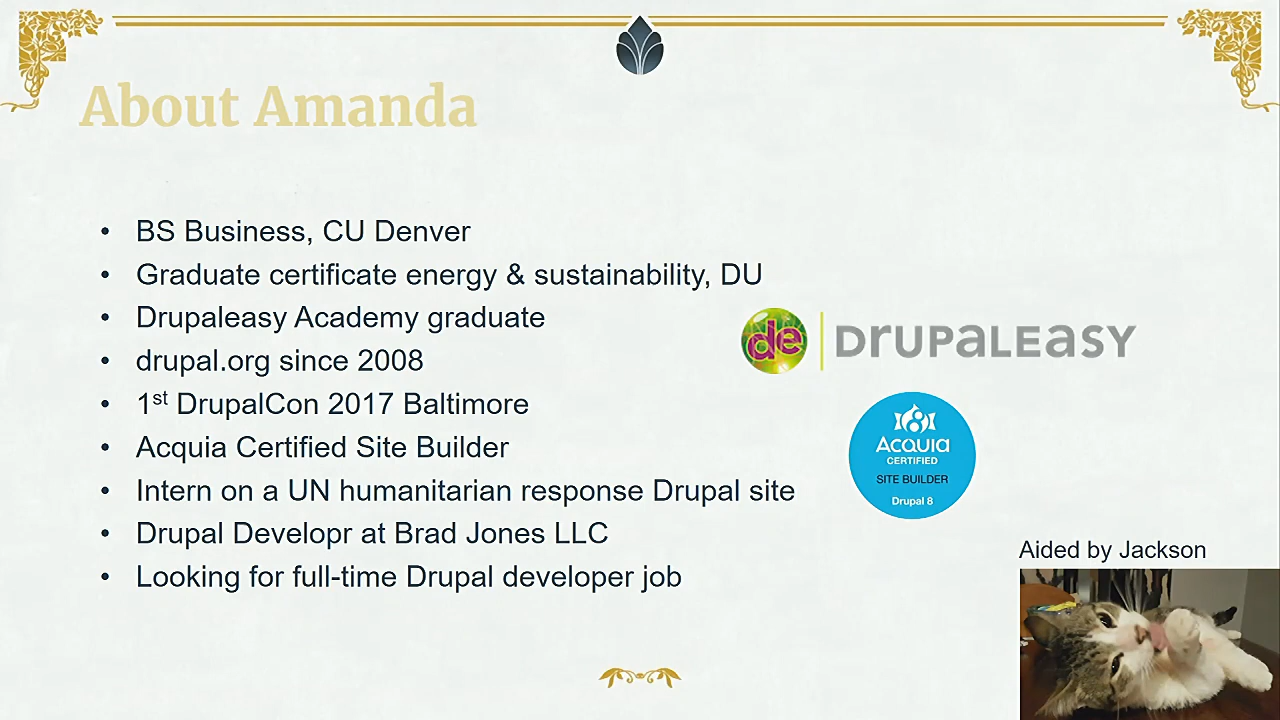 About Amanda
• BS Business, CU Denver
• Graduate certificate energy & sustainability, DU
• Drupaleasy Academy graduate
• drupal.org since 2008
• 1st DrupalCon 2017 Baltimore
• Acquia Certified Site Builder
• Intern on a UN humanitarian response Drupal site
• Drupal Developr at Brad Jones LLC
• Looking for full-time Drupal developer job
de DRUPALEASY
ACQUIA
CERTIFIED
SITE BUILDER
Drupal 8
Aided by Jackson